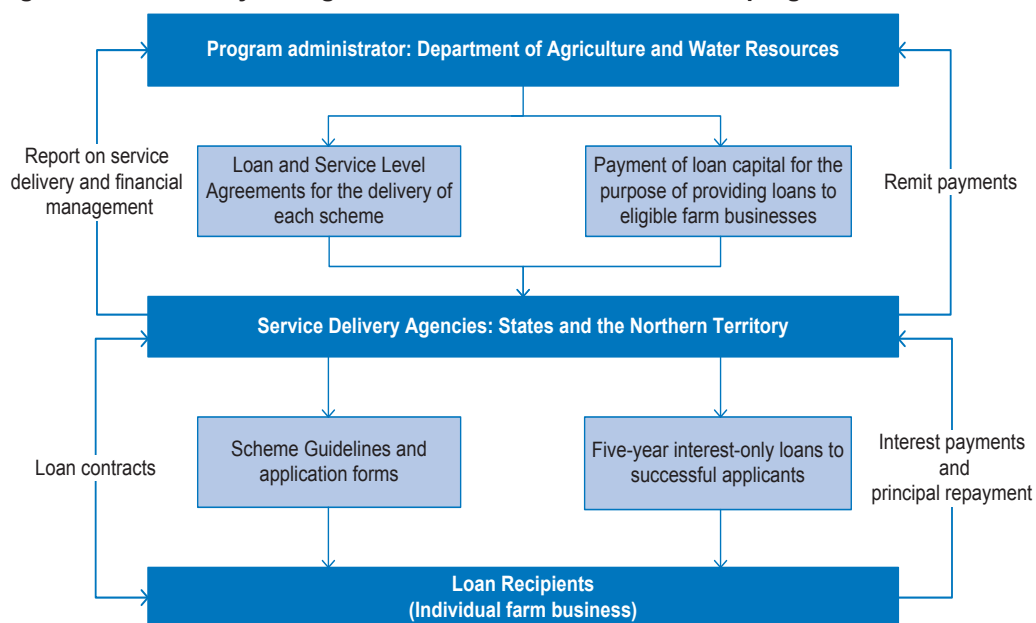 Program administrator: Department of Agriculture and Water Resources
Report on service
delivery and financial
management
Loan and Service Level
Agreements for the delivery of
each scheme
Payment of loan capital for the
purpose of providing loans to
eligible farm businesses
Remit payments
Service Delivery Agencies: States and the Northern Territory
Loan contracts
Scheme Guidelines and
application forms
Five-year interest-only loans to
successful applicants
Interest payments
and
principal repayment
Loan Recipients
(Individual farm business)